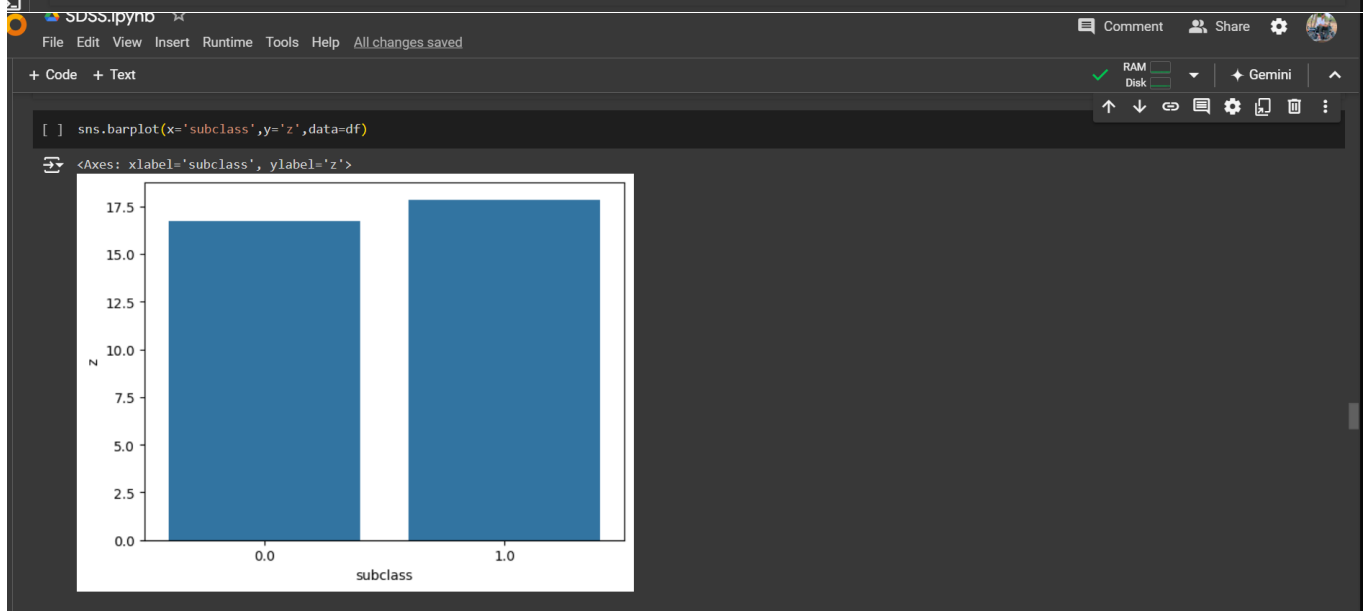 SDSS.ipynb
Comment
Share
File Edit View Insert Runtime Tools Help All changes saved
+ Code + Text
RAM
Disk
Gemini
[ ] sns.barplot(x='subclass',y='z',data=df)
<Axes: xlabel='subclass', ylabel='z'>
17.5
15.0
12.5
10.0
z
7.5
5.0
2.5
0.0
0.0 1.0
subclass